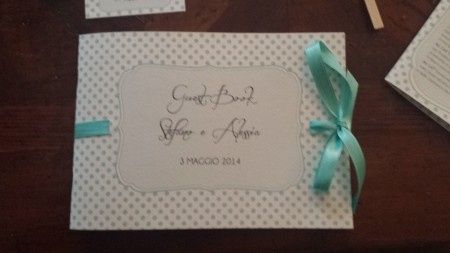 Guest Book
Stefano e Alessia
3 MAGGIO 2014